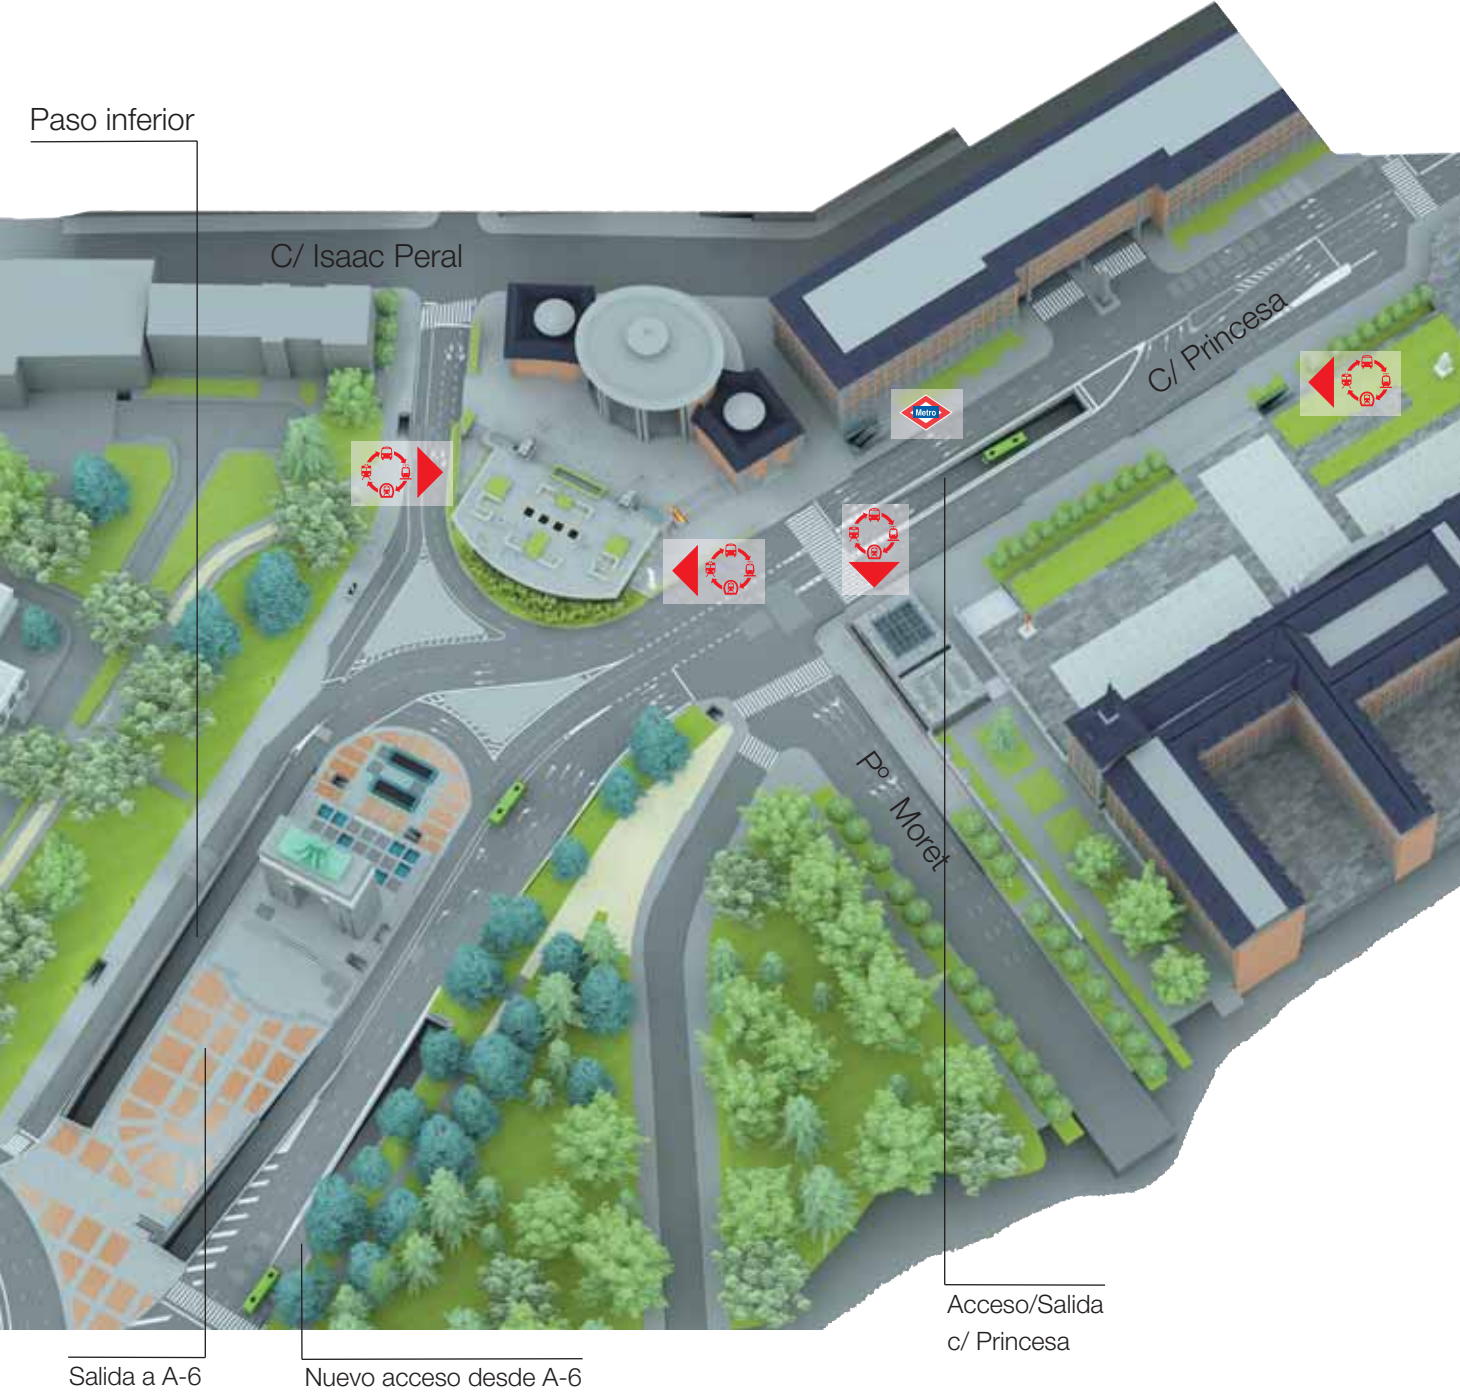 Paso inferior
C/ Isaac Peral
C/ Princesa
Metro
Pº Moret
Acceso/Salida
c/ Princesa
Salida a A-6
Nuevo acceso desde A-6